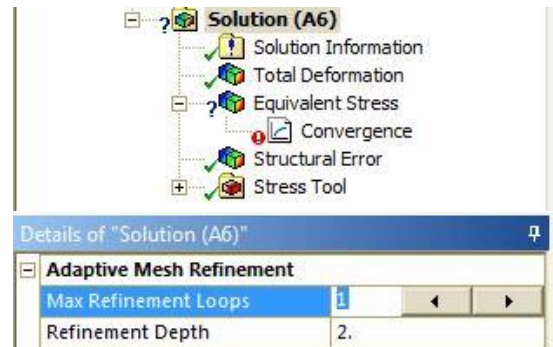 Solution (A6)
Solution Information
Total Deformation
Equivalent Stress
Convergence
Structural Error
Stress Tool
Details of "Solution (A6)"
Adaptive Mesh Refinement
Max Refinement Loops 1
Refinement Depth 2.